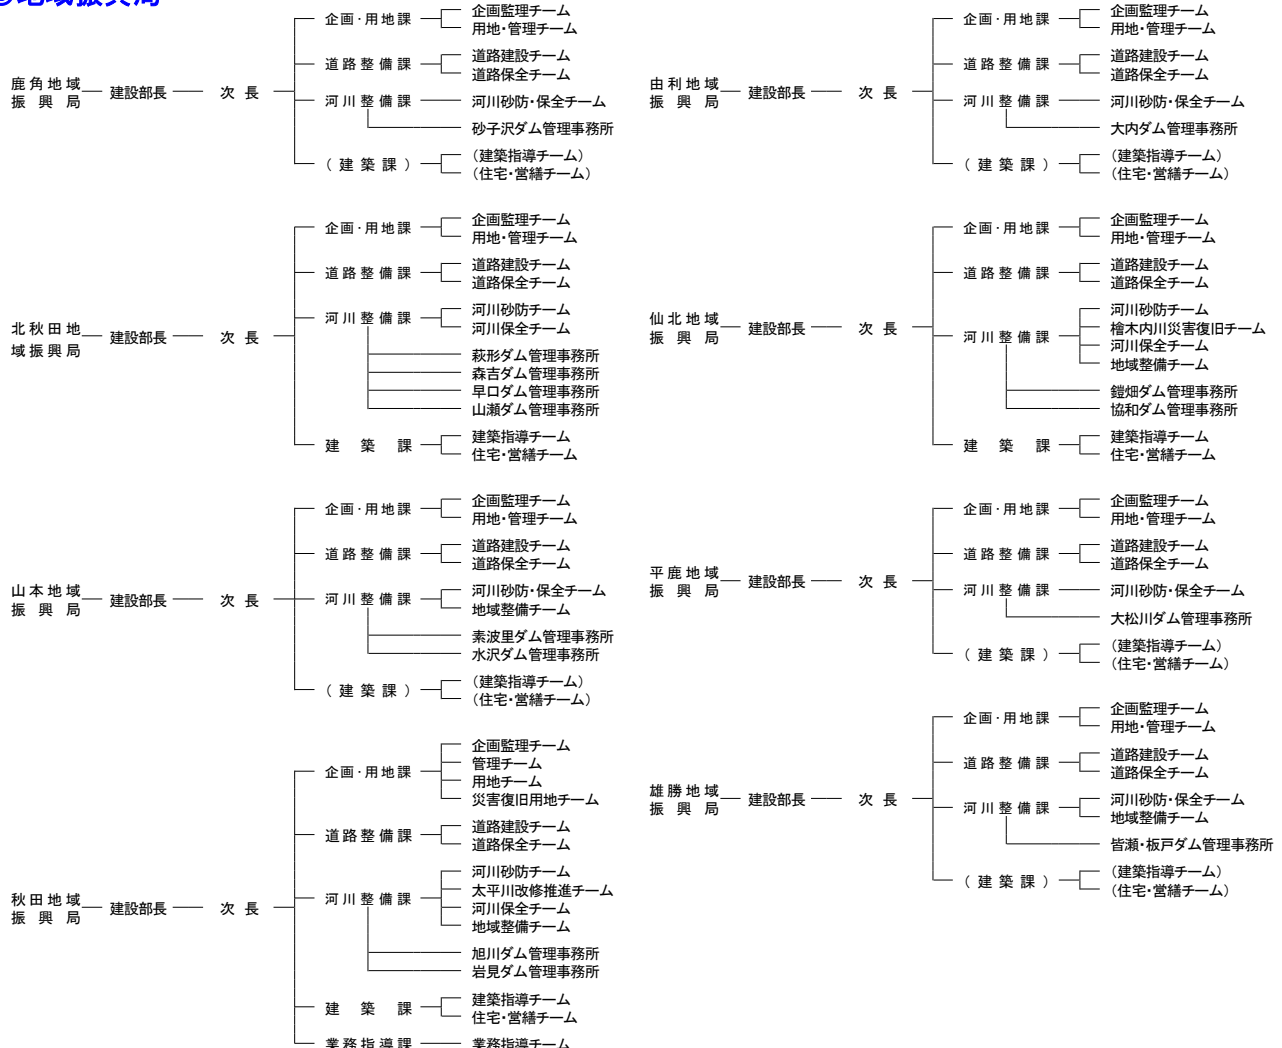 地域振興局
鹿角地域
振興局
建設部長
次長
企画・用地課
企画監理チーム
用地・管理チーム
道路整備課
道路建設チーム
道路保全チーム
河川整備課
河川砂防・保全チーム
砂子沢ダム管理事務所
（建築課）
（建築指導チーム）
（住宅・営繕チーム）
北秋田地
域振興局
建設部長
次長
企画・用地課
企画監理チーム
用地・管理チーム
道路整備課
道路建設チーム
道路保全チーム
河川整備課
河川砂防チーム
河川保全チーム
萩形ダム管理事務所
森吉ダム管理事務所
早口ダム管理事務所
山瀬ダム管理事務所
建築課
建築指導チーム
住宅・営繕チーム
山本地域
振興局
建設部長
次長
企画・用地課
企画監理チーム
用地・管理チーム
道路整備課
道路建設チーム
道路保全チーム
河川整備課
河川砂防・保全チーム
地域整備チーム
素波里ダム管理事務所
水沢ダム管理事務所
（建築課）
（建築指導チーム）
（住宅・営繕チーム）
秋田地域
振興局
建設部長
次長
企画・用地課
企画監理チーム
管理チーム
用地チーム
災害復旧用地チーム
道路整備課
道路建設チーム
道路保全チーム
河川整備課
河川砂防チーム
太平川改修推進チーム
河川保全チーム
地域整備チーム
旭川ダム管理事務所
岩見ダム管理事務所
建築課
建築指導チーム
住宅・営繕チーム
業務指導課
業務指導チーム
由利地域
振興局
建設部長
次長
企画・用地課
企画監理チーム
用地・管理チーム
道路整備課
道路建設チーム
道路保全チーム
河川整備課
河川砂防・保全チーム
大内ダム管理事務所
（建築課）
（建築指導チーム）
（住宅・営繕チーム）
仙北地域
振興局
建設部長
次長
企画・用地課
企画監理チーム
用地・管理チーム
道路整備課
道路建設チーム
道路保全チーム
河川整備課
河川砂防チーム
檜木内川災害復旧チーム
河川保全チーム
地域整備チーム
鎧畑ダム管理事務所
協和ダム管理事務所
建築課
建築指導チーム
住宅・営繕チーム
平鹿地域
振興局
建設部長
次長
企画・用地課
企画監理チーム
用地・管理チーム
道路整備課
道路建設チーム
道路保全チーム
河川整備課
河川砂防・保全チーム
大松川ダム管理事務所
（建築課）
（建築指導チーム）
（住宅・営繕チーム）
雄勝地域
振興局
建設部長
次長
企画・用地課
企画監理チーム
用地・管理チーム
道路整備課
道路建設チーム
道路保全チーム
河川整備課
河川砂防・保全チーム
地域整備チーム
皆瀬・板戸ダム管理事務所
（建築課）
（建築指導チーム）
（住宅・営繕チーム）